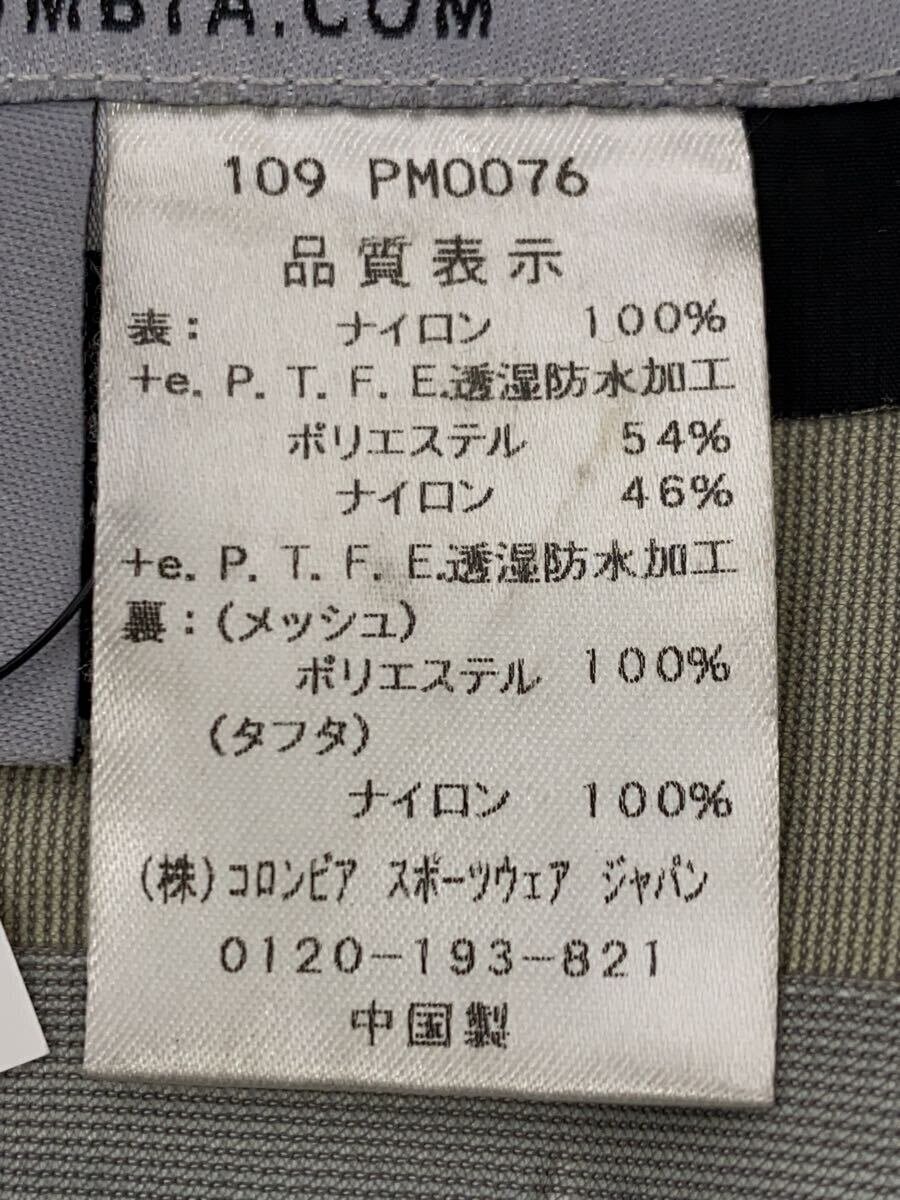 MBIA.COM
109 PM0076
品質表示
表: ナイロン 100%
+e.P.T.F.E.透湿防水加工
ポリエステル 54%
ナイロン 46%
+e.P.T.F.E.透湿防水加工
裏:(メッシュ)
ポリエステル 100%
(タフタ)
ナイロン 100%
(株)コロンビア スポーツウェア ジャパン
0120-193-821
中国製